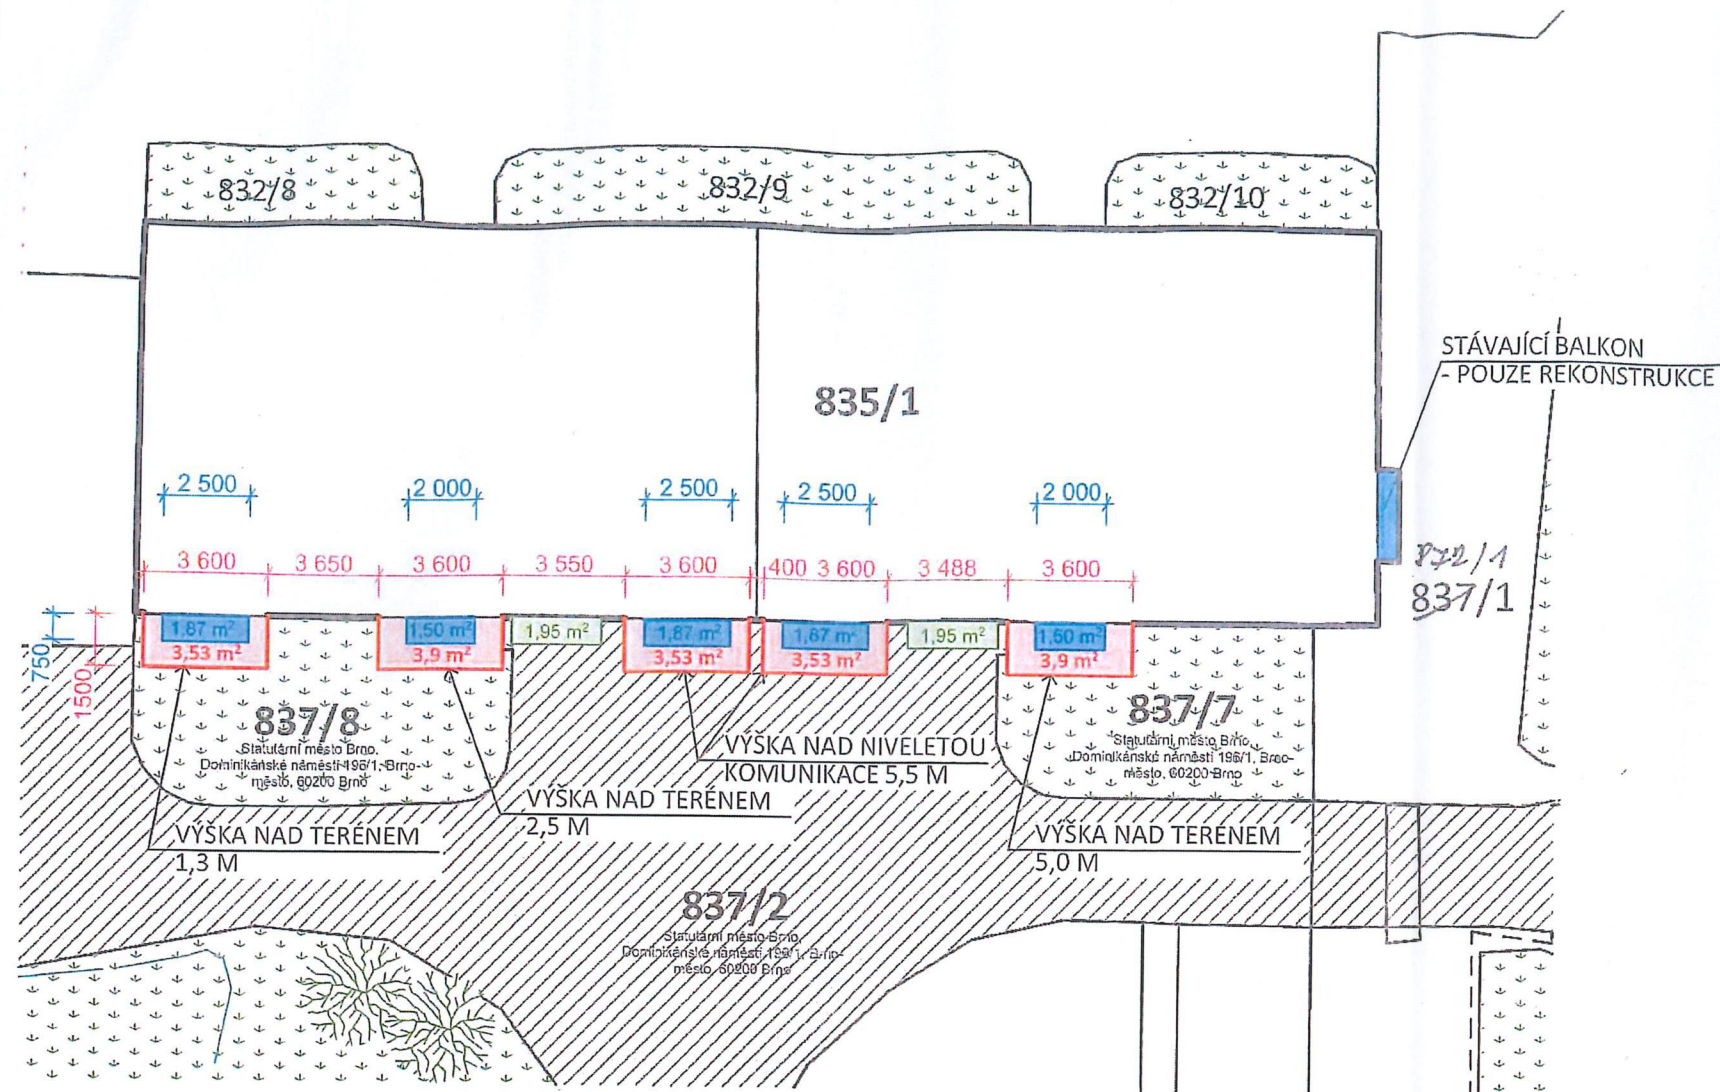 832/8
832/9
832/10
STÁVAJÍCÍ BALKON
- POUZE REKONSTRUKCE
835/1
2 500
2 000
2 500
2 500
2 000
3 600
3 650
3 600
3 550
3 600
400
3 600
3 488
3 600
872/1
837/1
750
1500
1,87 m²
3,53 m²
1,50 m²
3,9 m²
1,95 m²
1,87 m²
3,53 m²
1,87 m²
3,53 m²
1,95 m²
1,50 m²
3,9 m²
837/8
Statutární město Brno,
Dominikánské náměstí 196/1, Brno-
město, 60200 Brno
837/7
Statutární město Brno,
Dominikánské náměstí 196/1, Brno-
město, 60200 Brno
VÝŠKA NAD NIVELETOU
KOMUNIKACE 5,5 M
VÝŠKA NAD TERÉNEM
2,5 M
VÝŠKA NAD TERÉNEM
1,3 M
VÝŠKA NAD TERÉNEM
5,0 M
837/2
Statutární město Brno,
Dominikánské náměstí 196/1, Brno-
město, 60200 Brno